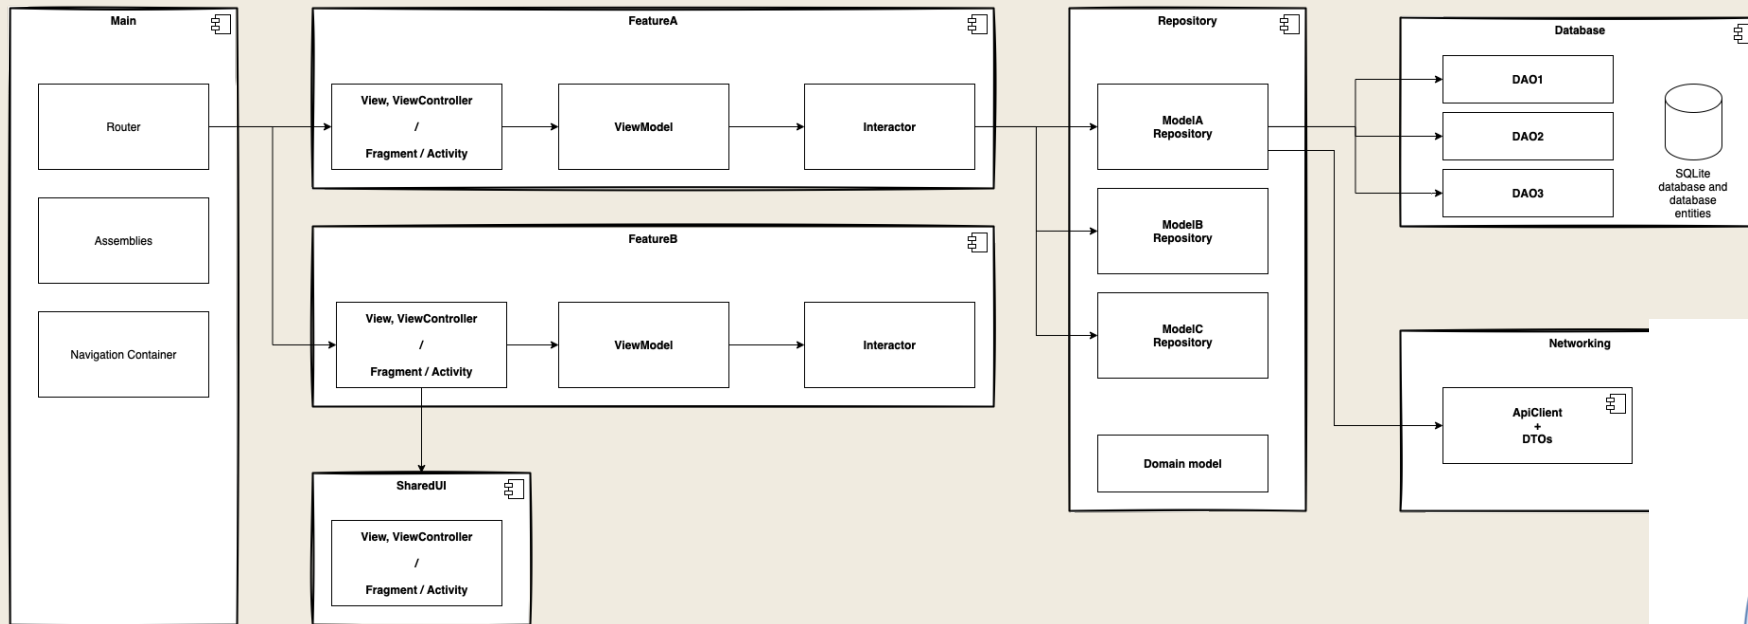 Main
Router
Assemblies
Navigation Container
FeatureA
View, ViewController
/
Fragment / Activity
ViewModel
Interactor
FeatureB
View, ViewController
/
Fragment / Activity
ViewModel
Interactor
SharedUI
View, ViewController
/
Fragment / Activity
Repository
ModelA
Repository
ModelB
Repository
ModelC
Repository
Domain model
Database
DAO1
DAO2
DAO3
SQLite
database and
database
entities
Networking
ApiClient
+
DTOs